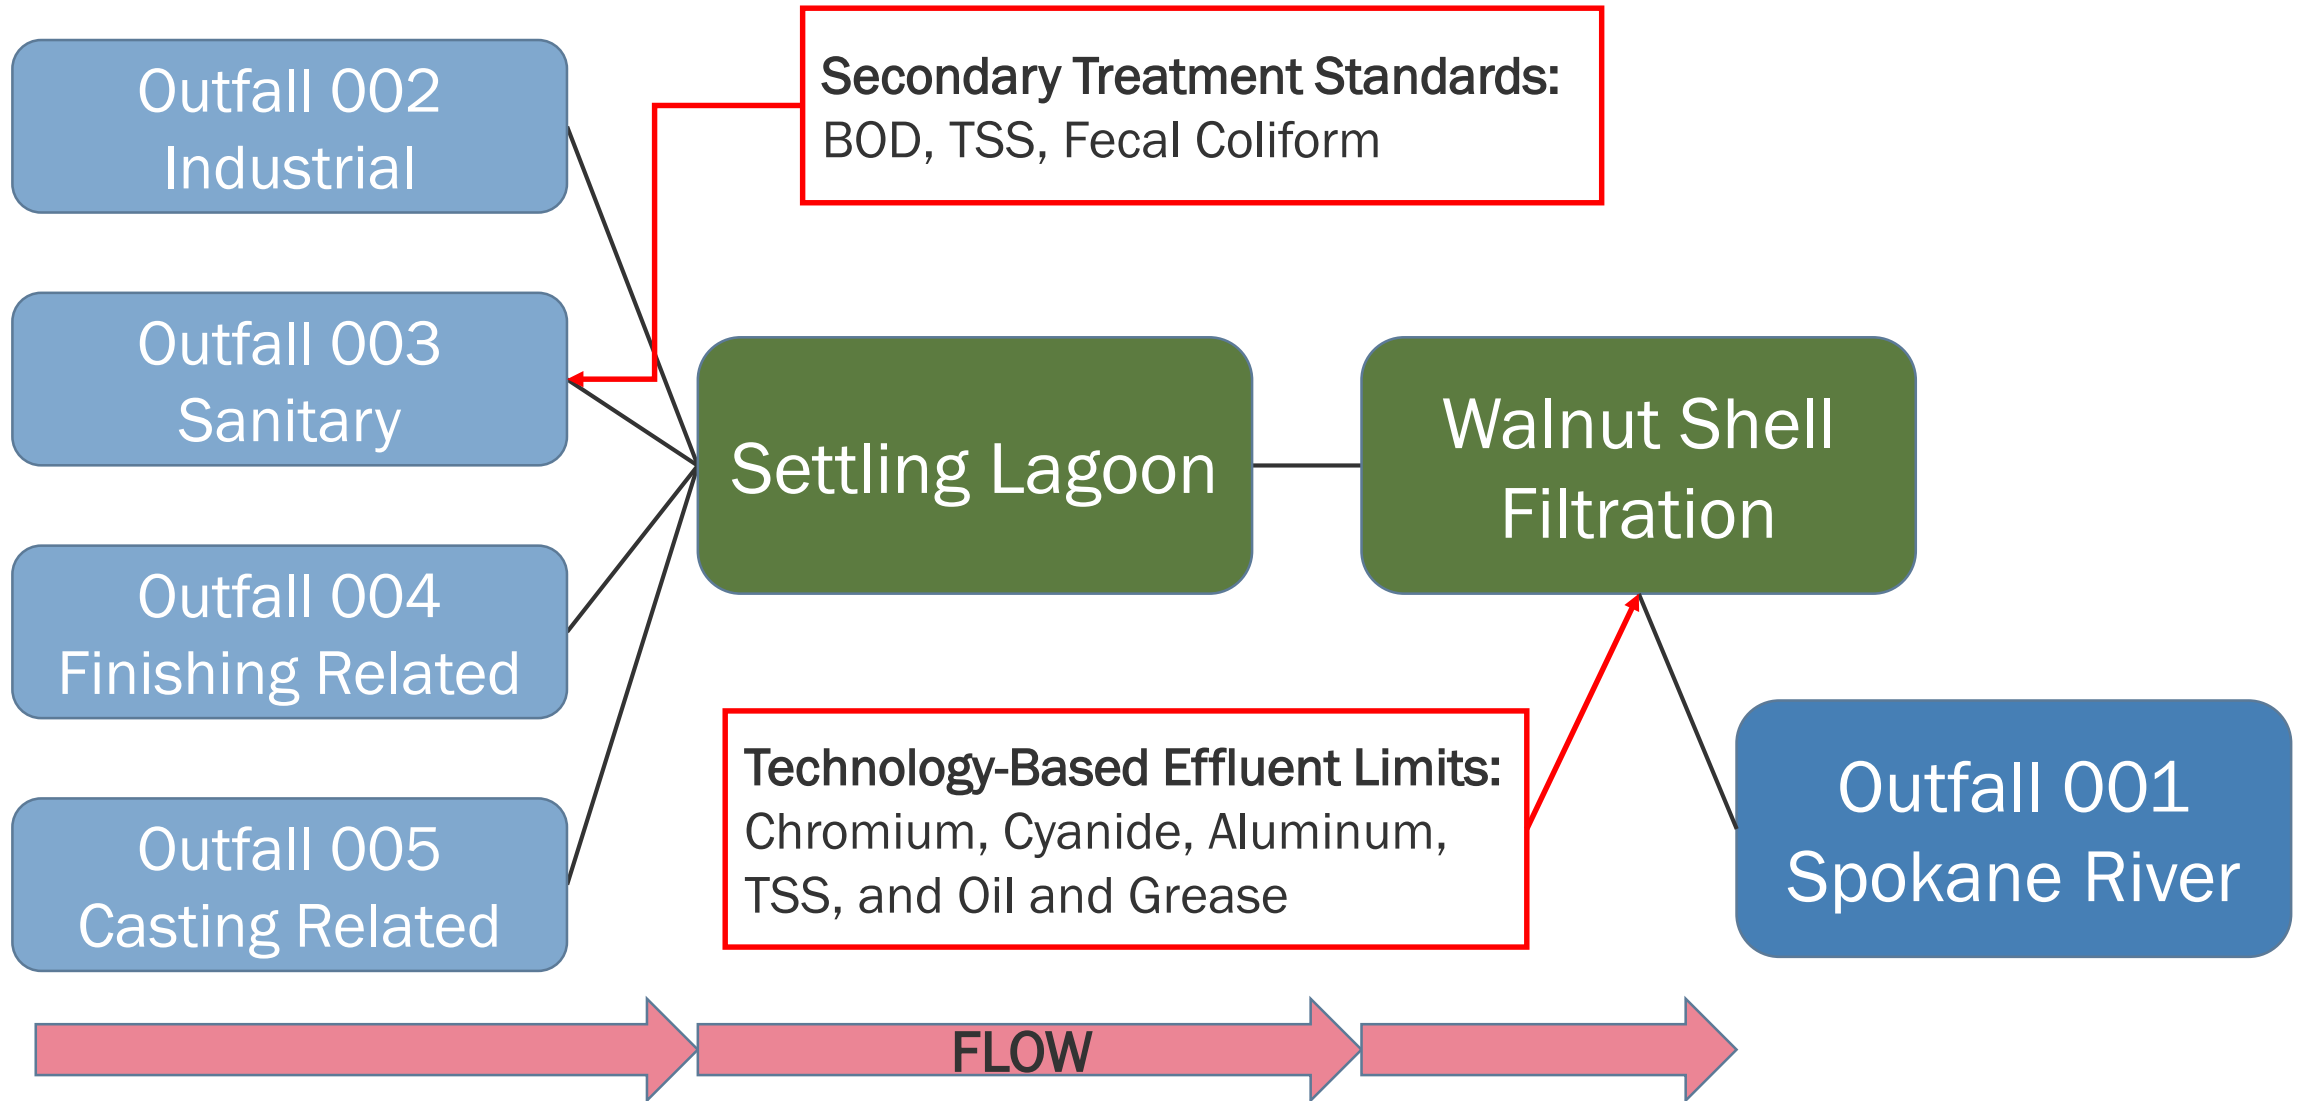 Outfall 002
Industrial
Secondary Treatment Standards:
BOD, TSS, Fecal Coliform
Outfall 003
Sanitary
Settling Lagoon
Walnut Shell
Filtration
Outfall 004
Finishing Related
Technology-Based Effluent Limits:
Chromium, Cyanide, Aluminum,
TSS, and Oil and Grease
Outfall 001
Spokane River
Outfall 005
Casting Related
FLOW